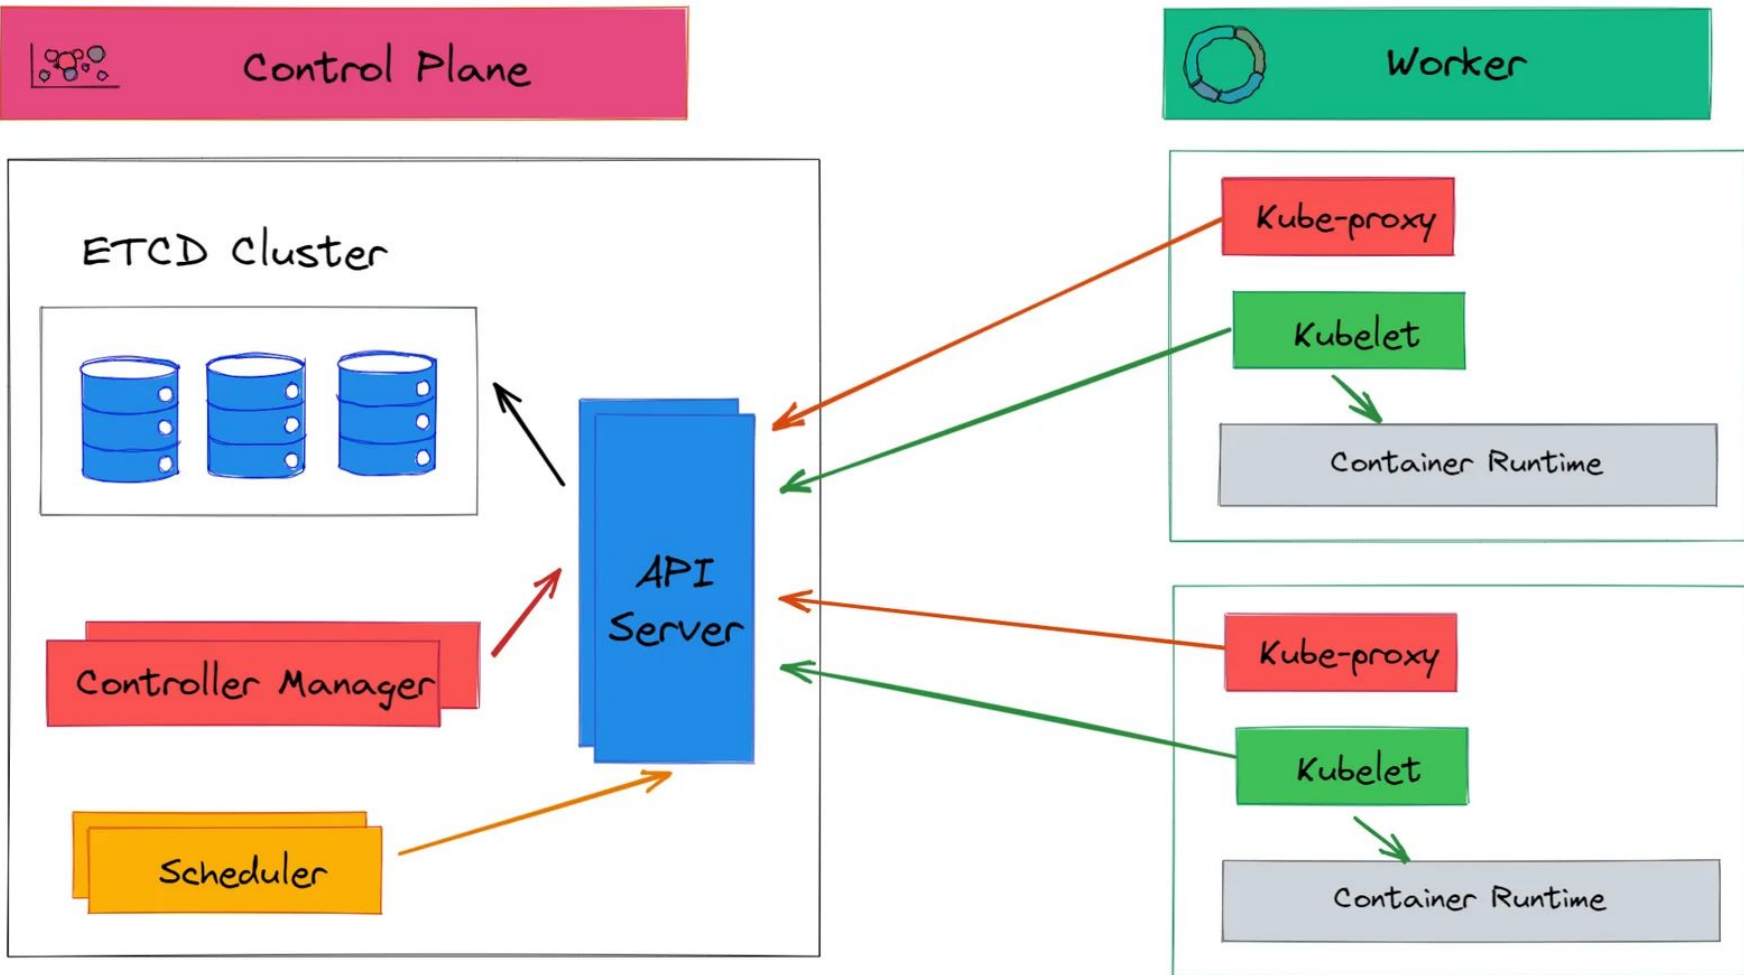 Control Plane
Worker
ETCD Cluster
API
Server
Controller Manager
Scheduler
Kube-proxy
Kubelet
Container Runtime
Kube-proxy
Kubelet
Container Runtime